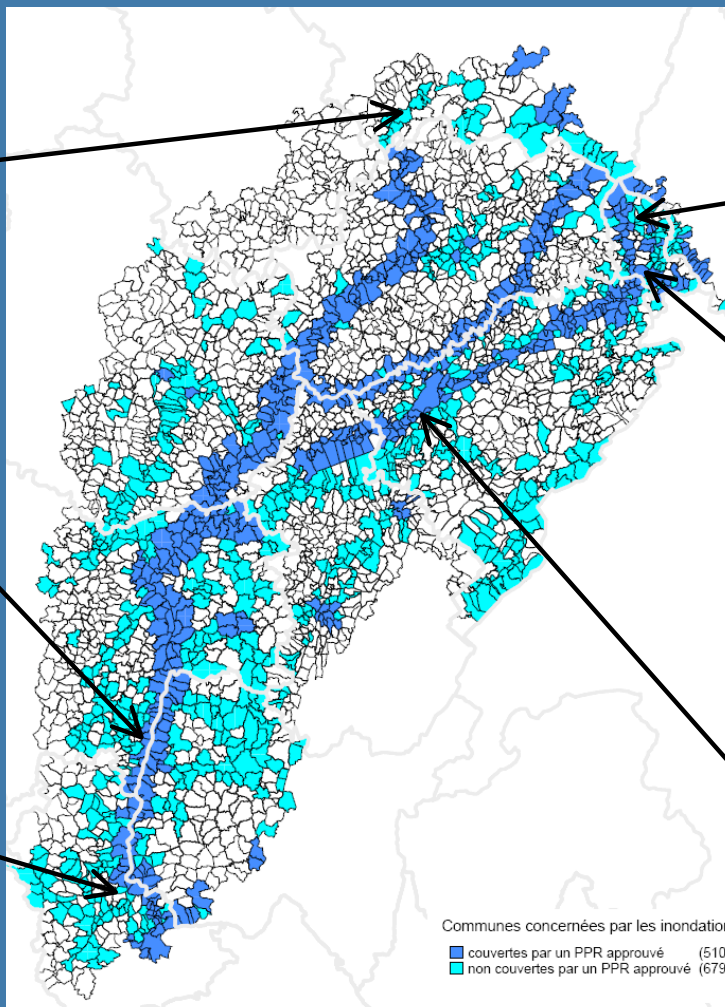 Communes concernées par les inondation
couvertes par un PPR approuvé (510
non couvertes par un PPR approuvé (679